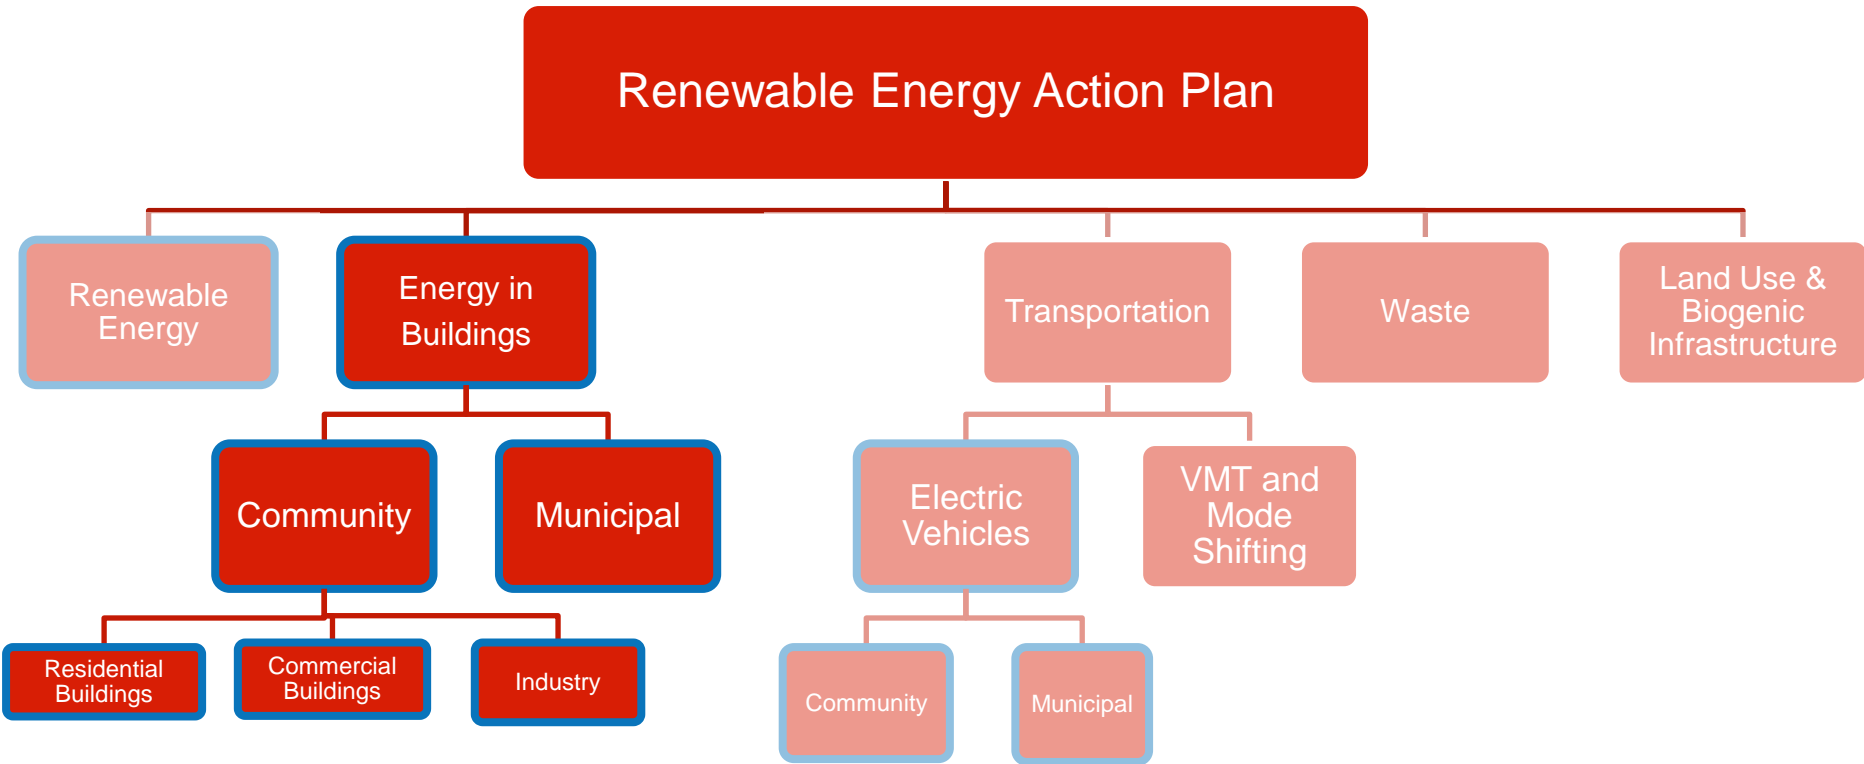 Renewable Energy Action Plan
Renewable
Energy
Energy in
Buildings
Transportation
Waste
Land Use &
Biogenic
Infrastructure
Community
Municipal
Electric
Vehicles
VMT and
Mode
Shifting
Residential
Buildings
Commercial
Buildings
Industry
Community
Municipal